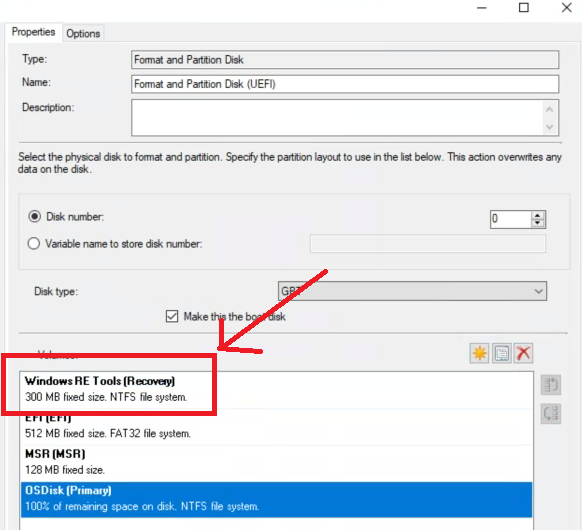 Properties
Options
Type:
Format and Partition Disk
Name:
Format and Partition Disk (UEFI)
Description:
Select the physical disk to format and partition. Specify the partition layout to use in the list below. This action overwrites any
data on the disk.
Disk number:
0
Variable name to store disk number:
Disk type:
GPT
Make this the boot disk
Volumes:
Windows RE Tools (Recovery)
300 MB fixed size. NTFS file system.
EFI (EFI)
512 MB fixed size. FAT32 file system.
MSR (MSR)
128 MB fixed size.
OSDisk (Primary)
100% of remaining space on disk. NTFS file system.